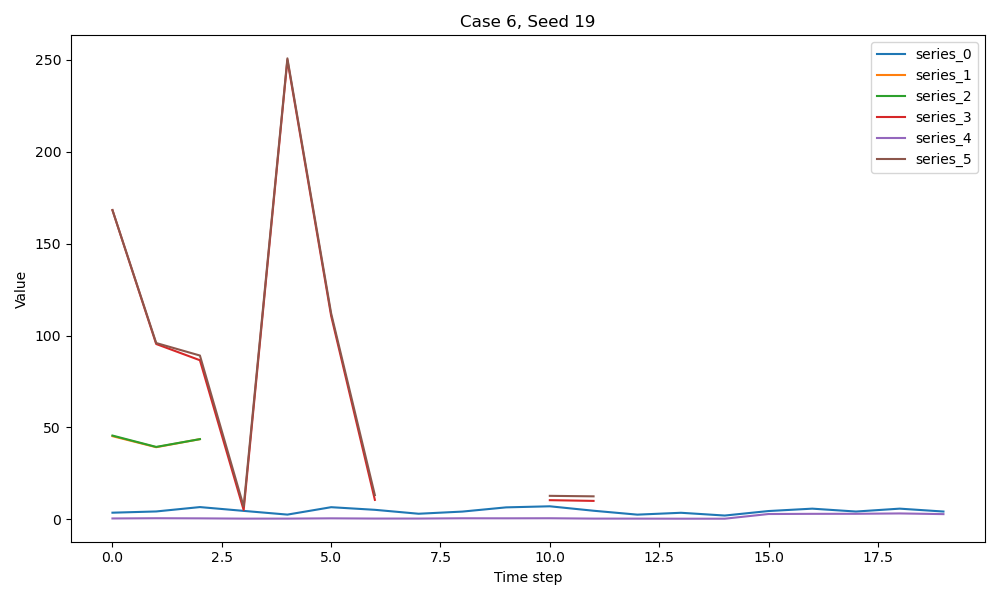 Case 6, Seed 19
series_0
series_1
series_2
series_3
series_4
series_5
250
200
150
100
50
0
Value
0.0 2.5 5.0 7.5 10.0 12.5 15.0 17.5
Time step